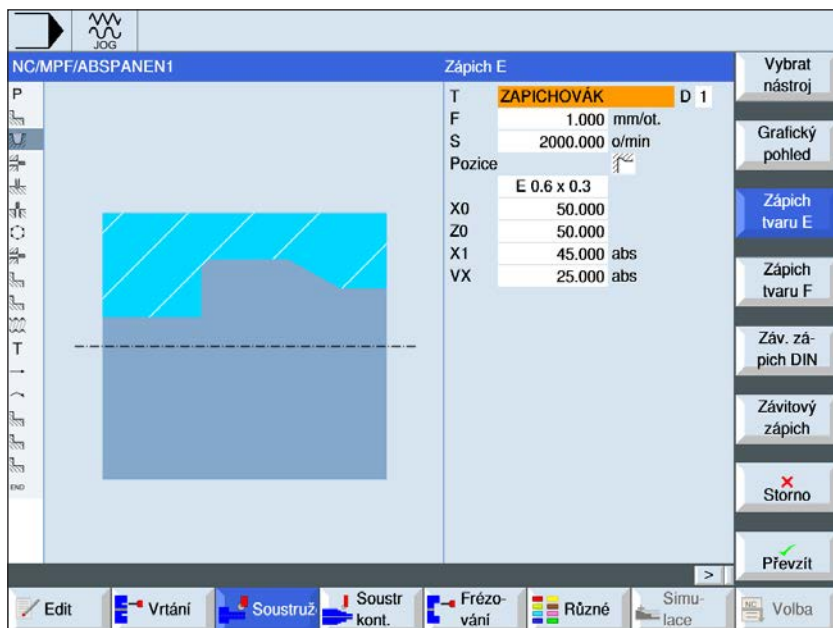 JOG
NC/MPF/ABSPANEN1
Zápich E
P
T ZAPICHOVÁK D 1
F 1.000 mm/ot.
S 2000.000 o/min
Pozice
E 0.6 x 0.3
X0 50.000
Z0 50.000
X1 45.000 abs
VX 25.000 abs
T
END
Vybrat
nástroj
Grafický
pohled
Zápich
tvaru E
Zápich
tvaru F
Záv. zá-
pich DIN
Závitový
zápich
Storno
Převzít
>
Edit
Vrtání
Soustruž
Soustr
kont.
Frézo-
vání
Různé
Simu-
lace
NC
Volba